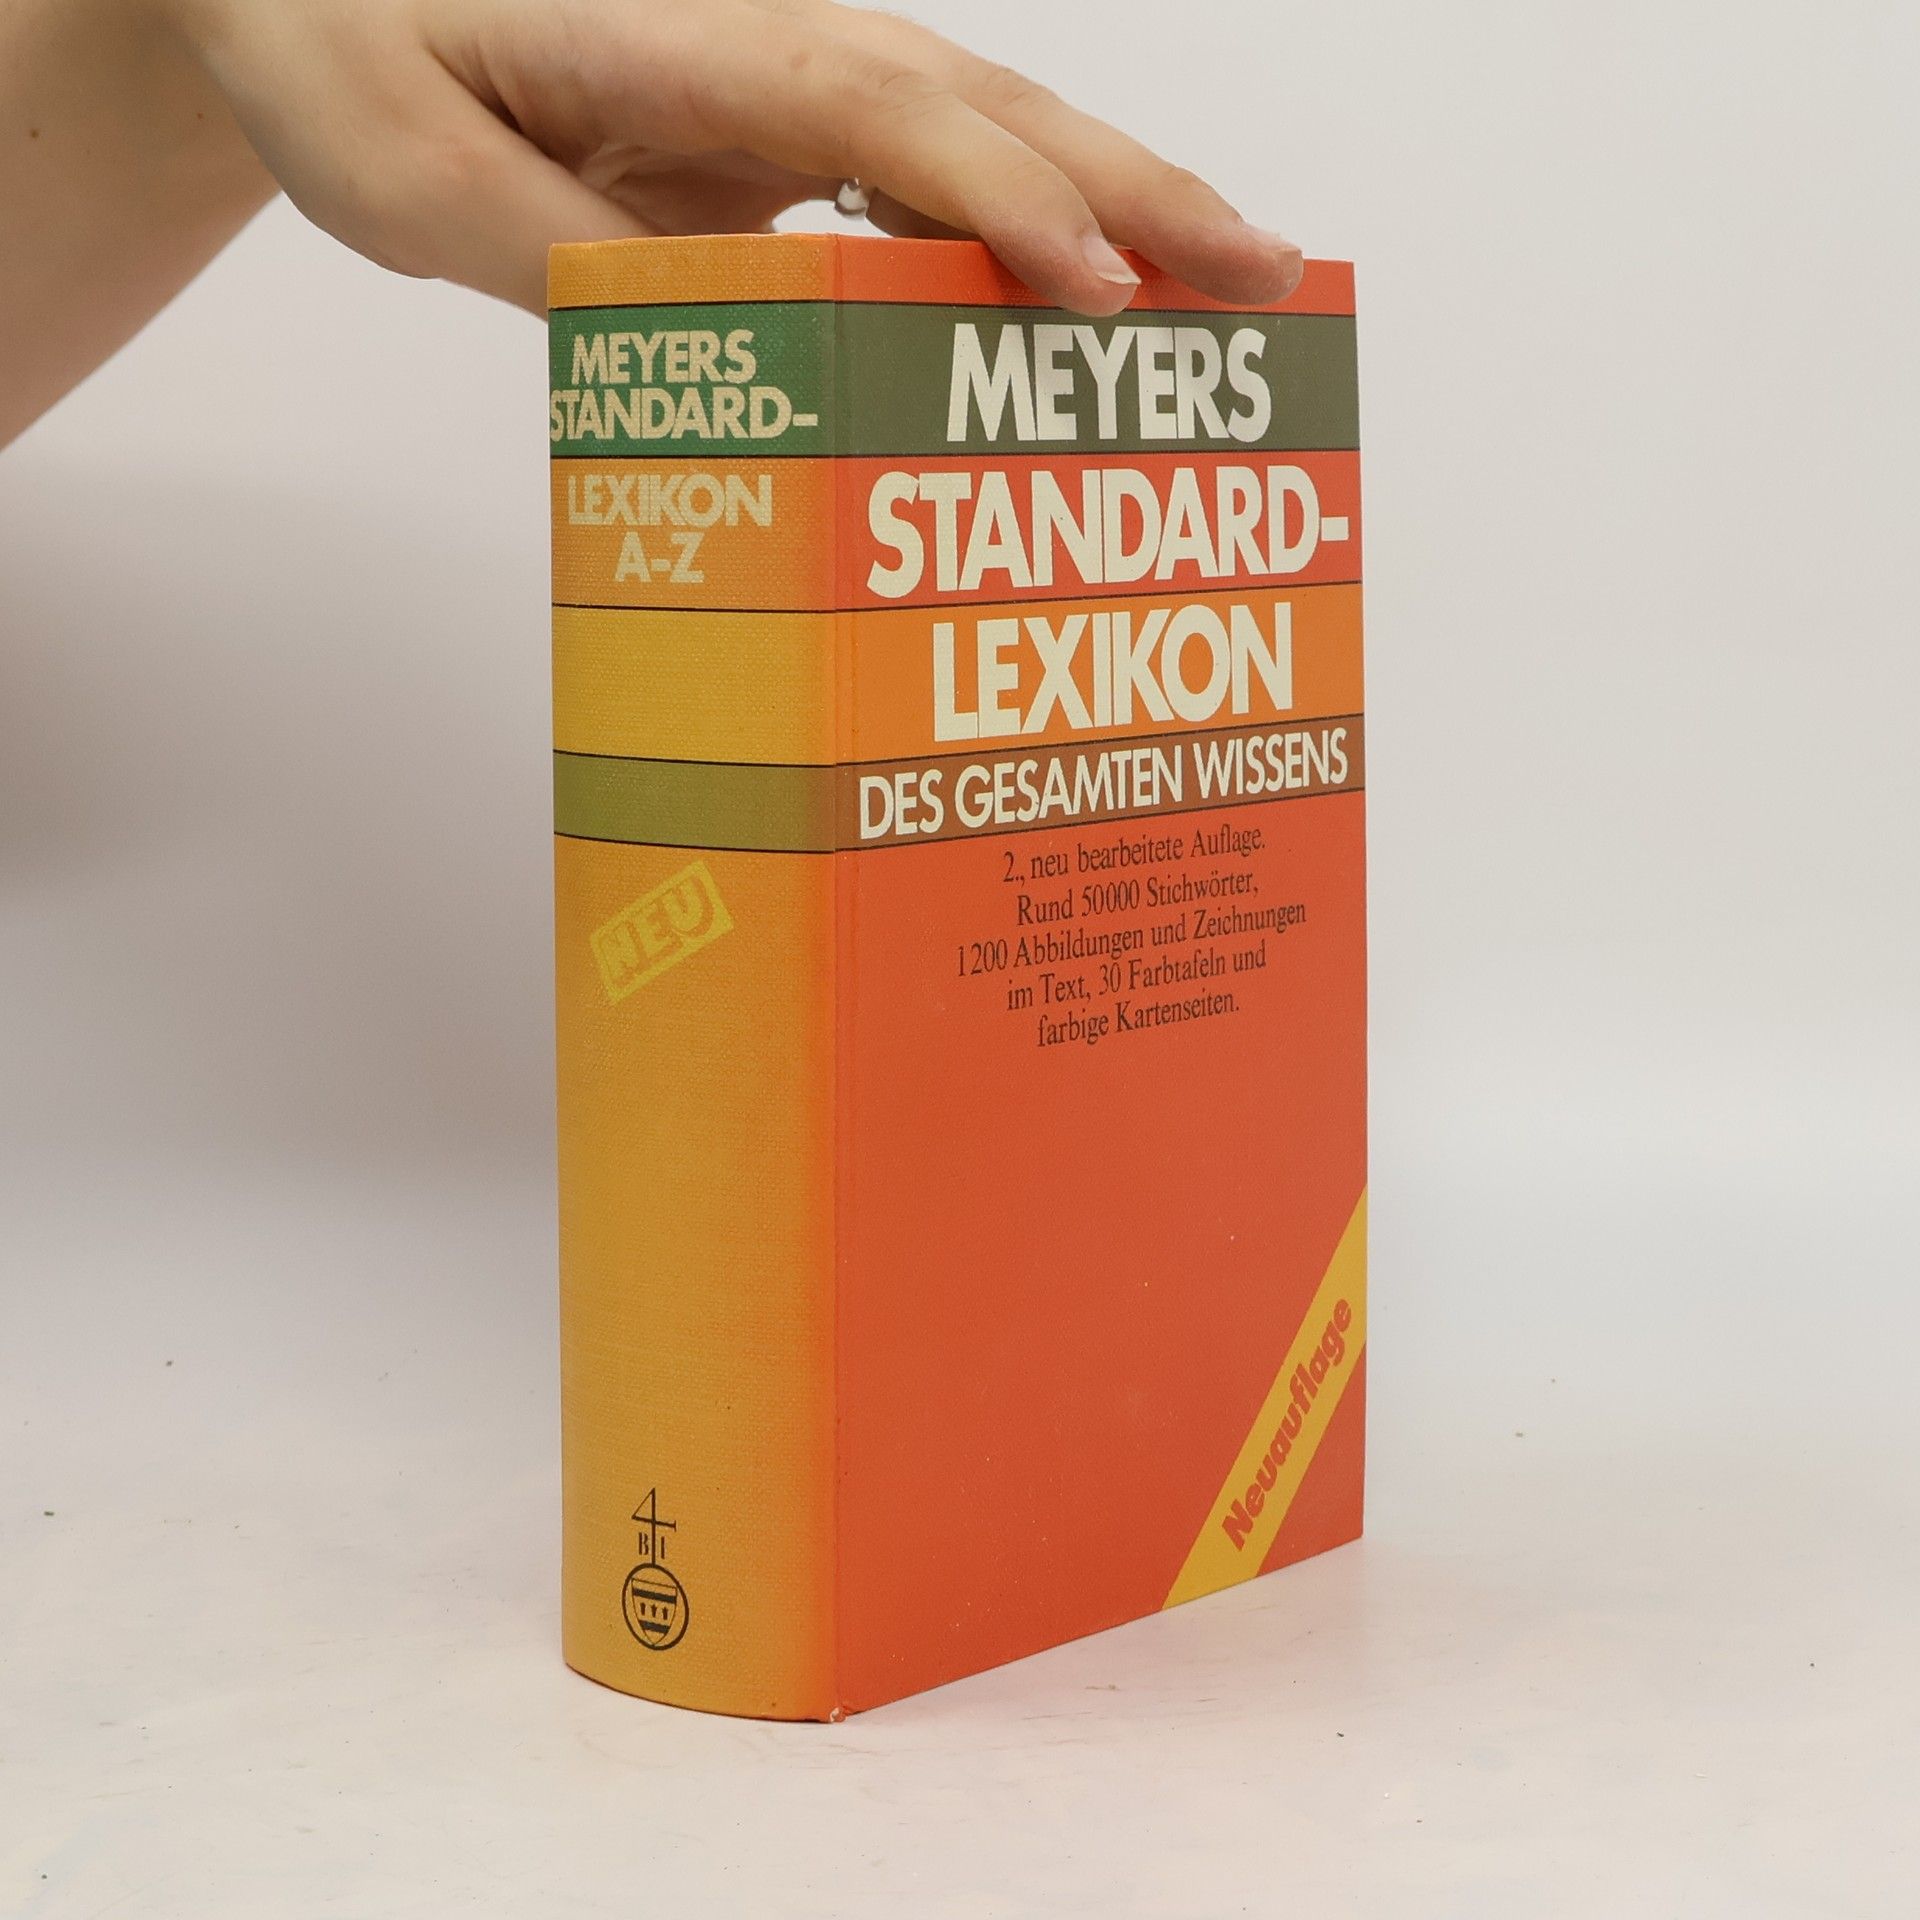 MEYERS
STANDARD-
LEXIKON
A-Z
NEU
4
B I
MEYERS
STANDARD-
LEXIKON
DES GESAMTEN WISSENS
2., neu bearbeitete Auflage.
Rund 50000 Stichwörter,
1200 Abbildungen und Zeichnungen
im Text, 30 Farbtafeln und
farbige Kartenseiten.
Neuauflage